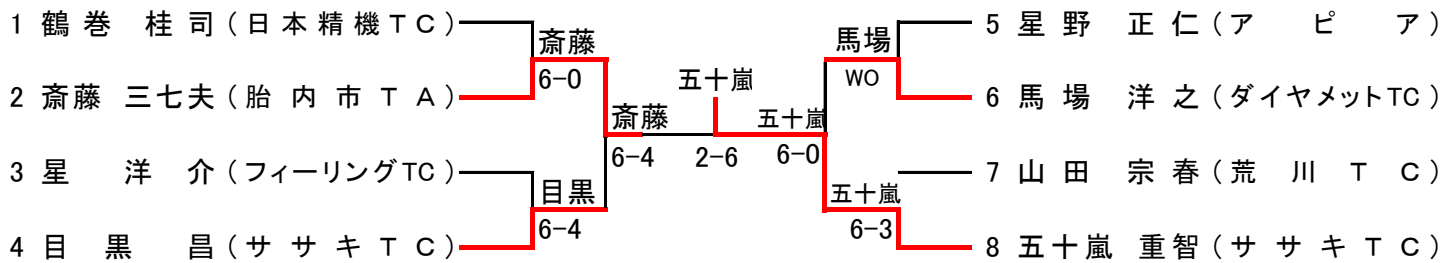 1 鶴巻 桂司 (日本精機TC)
斎藤
6-0
2 斎藤 三七夫 (胎内市TA)
斎藤
6-4
3 星 洋介 (フィーリングTC)
目黒
6-4
4 目黒 昌 (ササキTC)
五十嵐
2-6
5 星野 正仁 (アピア)
馬場
WO
6 馬場 洋之 (ダイヤメットTC)
五十嵐
6-0
7 山田 宗春 (荒川TC)
五十嵐
6-3
8 五十嵐 重智 (ササキTC)